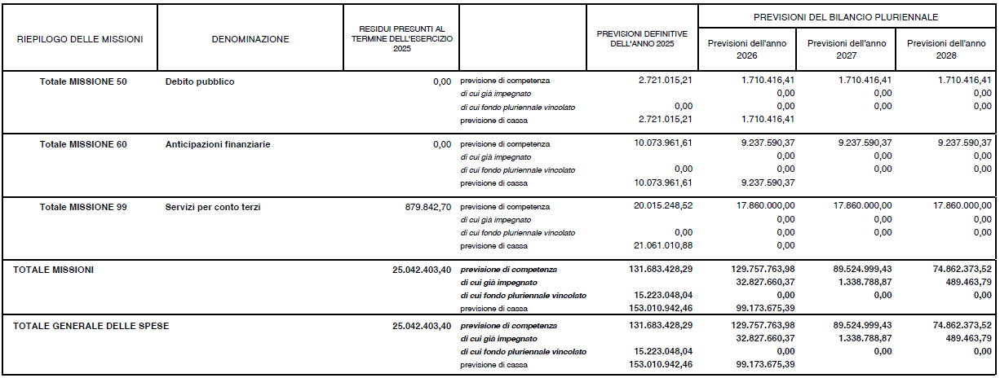 RIEPILOGO DELLE MISSIONI DENOMINAZIONE RESIDUI PRESUNTI AL TERMINE DELL'ESERCIZIO 2025 PREVISIONI DEFINITIVE DELL'ANNO 2025 PREVISIONI DEL BILANCIO PLURIENNALE
Previsioni dell'anno 2026 Previsioni dell'anno 2027 Previsioni dell'anno 2028
Totale MISSIONE 50 Debito pubblico 0,00 previsione di competenza 2.721.015,21 1.710.416,41 1.710.416,41 1.710.416,41
di cui già impegnato 0,00 0,00 0,00
di cui fondo pluriennale vincolato 0,00 0,00 0,00 0,00
previsione di cassa 2.721.015,21 1.710.416,41
Totale MISSIONE 60 Anticipazioni finanziarie 0,00 previsione di competenza 10.073.961,61 9.237.590,37 9.237.590,37 9.237.590,37
di cui già impegnato 0,00 0,00 0,00
di cui fondo pluriennale vincolato 0,00 0,00 0,00 0,00
previsione di cassa 10.073.961,61 9.237.590,37
Totale MISSIONE 99 Servizi per conto terzi 879.842,70 previsione di competenza 20.015.248,52 17.860.000,00 17.860.000,00 17.860.000,00
di cui già impegnato 0,00 0,00 0,00
di cui fondo pluriennale vincolato 0,00 0,00 0,00 0,00
previsione di cassa 21.061.010,88 0,00
TOTALE MISSIONI 25.042.403,40 previsione di competenza 131.683.428,29 129.757.763,98 89.524.999,43 74.862.373,52
di cui già impegnato 32.827.660,37 1.338.788,87 489.463,79
di cui fondo pluriennale vincolato 15.223.048,04 0,00 0,00 0,00
previsione di cassa 153.010.942,46 99.173.675,39
TOTALE GENERALE DELLE SPESE 25.042.403,40 previsione di competenza 131.683.428,29 129.757.763,98 89.524.999,43 74.862.373,52
di cui già impegnato 32.827.660,37 1.338.788,87 489.463,79
di cui fondo pluriennale vincolato 15.223.048,04 0,00 0,00 0,00
previsione di cassa 153.010.942,46 99.173.675,39